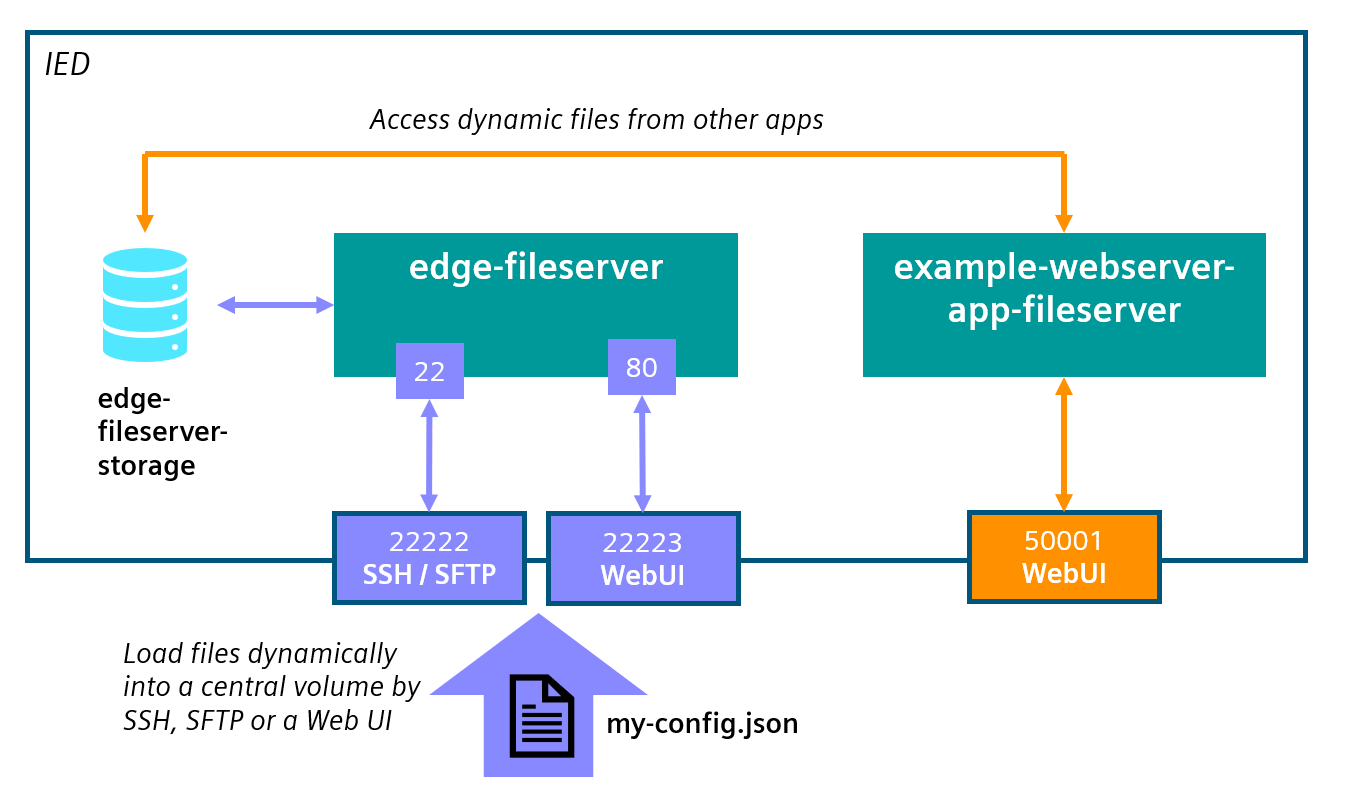 IED
Access dynamic files from other apps
edge-fileserver
example-webserver-
app-fileserver
22
80
edge-
fileserver-
storage
22222
SSH / SFTP
22223
WebUI
50001
WebUI
Load files dynamically
into a central volume by
SSH, SFTP or a Web UI
my-config.json